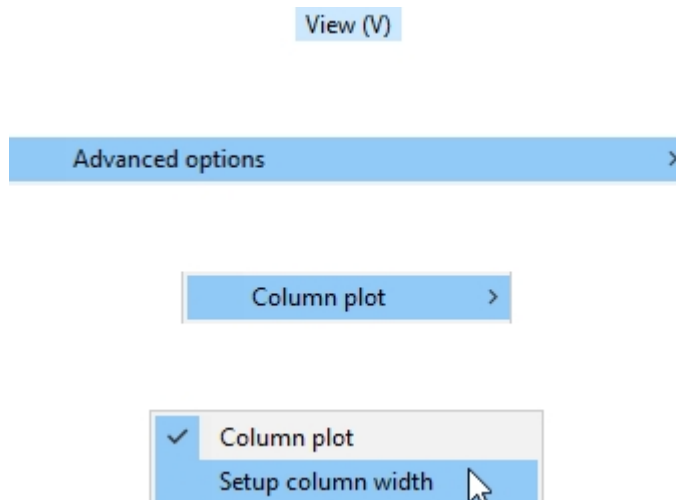 View (V)
Advanced options
Column plot
Column plot
Setup column width